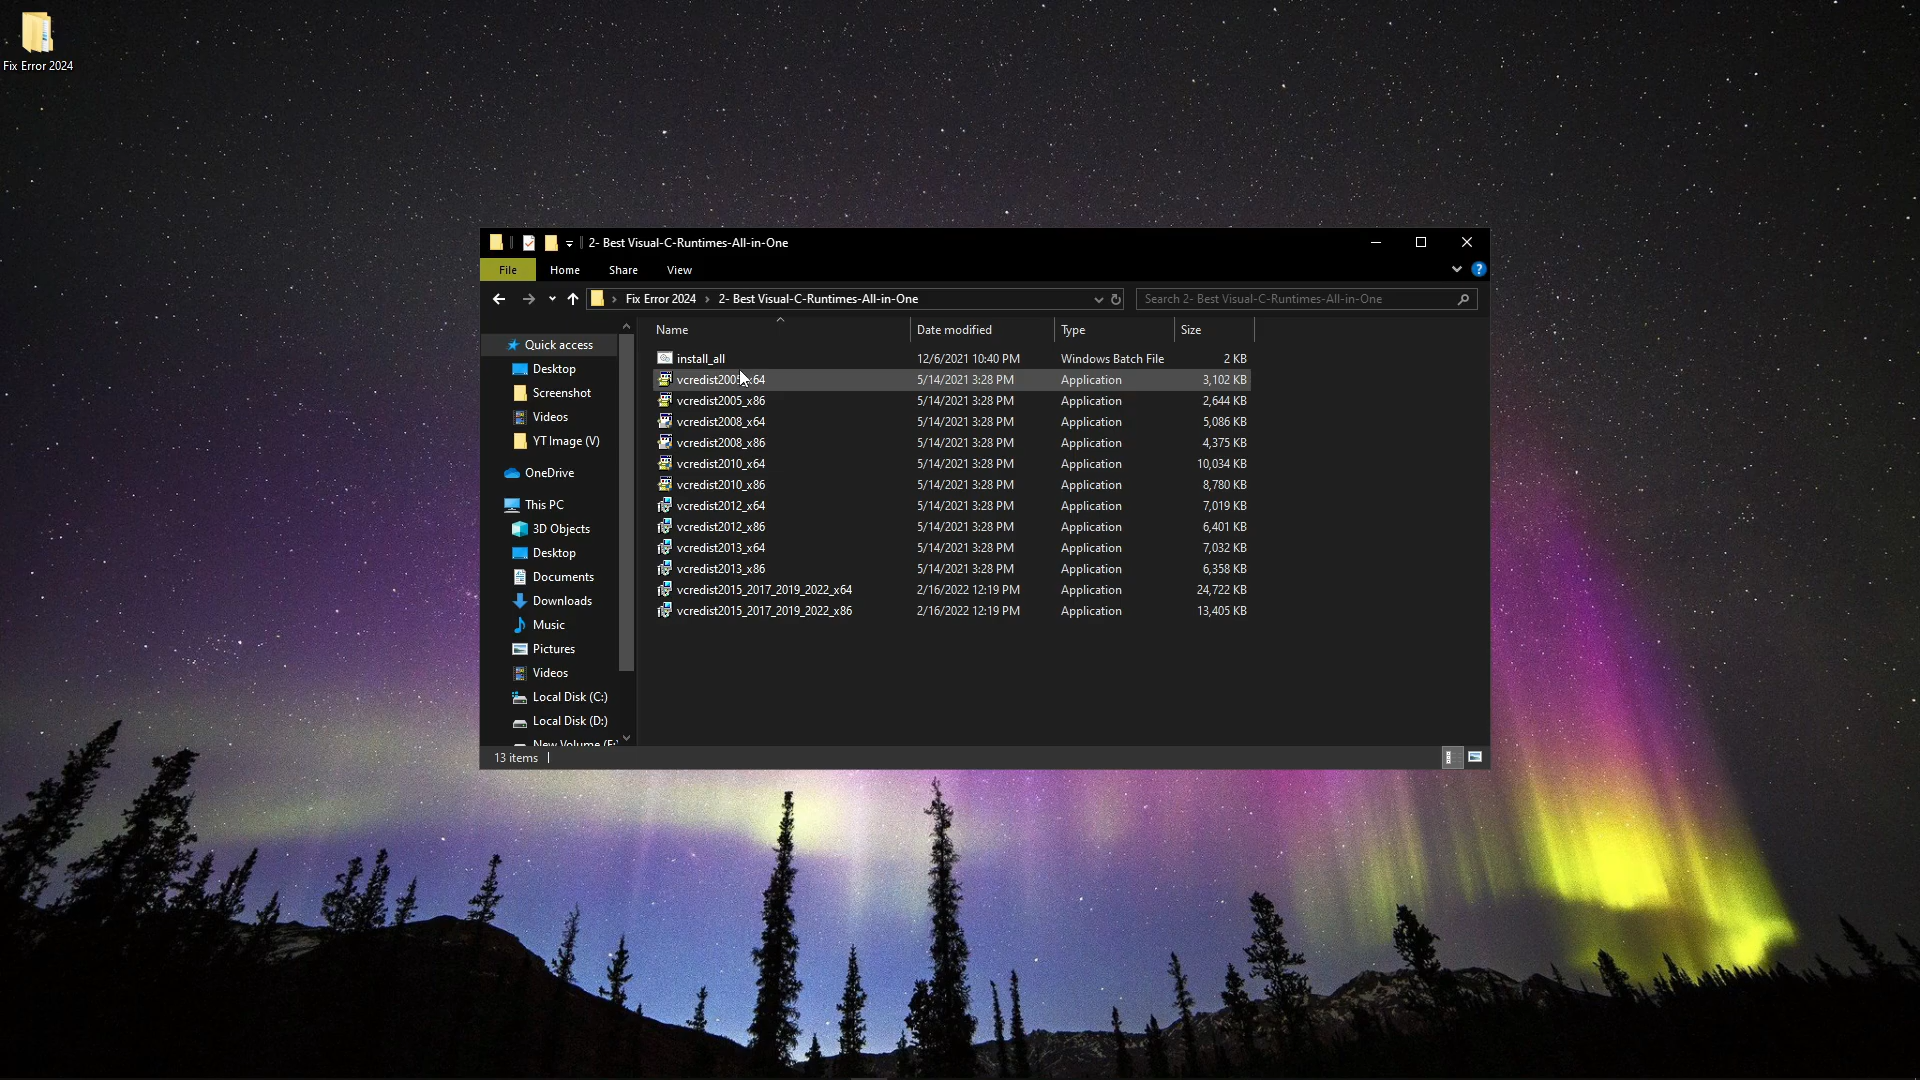 Fix Error 2024
2- Best Visual-C-Runtimes-All-in-One
File Home Share View
Fix Error 2024 2- Best Visual-C-Runtimes-All-in-One Search 2- Best Visual-C-Runtimes-All-in-One
Name Date modified Type Size
Quick access
Desktop
Screenshot
Videos
YT Image (V)
OneDrive
This PC
3D Objects
Desktop
Documents
Downloads
Music
Pictures
Videos
Local Disk (C:)
Local Disk (D:)
install_all 12/6/2021 10:40 PM Windows Batch File 2 KB
vcredist2005_x64 5/14/2021 3:28 PM Application 3,102 KB
vcredist2005_x86 5/14/2021 3:28 PM Application 2,644 KB
vcredist2008_x64 5/14/2021 3:28 PM Application 5,086 KB
vcredist2008_x86 5/14/2021 3:28 PM Application 4,375 KB
vcredist2010_x64 5/14/2021 3:28 PM Application 10,034 KB
vcredist2010_x86 5/14/2021 3:28 PM Application 8,780 KB
vcredist2012_x64 5/14/2021 3:28 PM Application 7,019 KB
vcredist2012_x86 5/14/2021 3:28 PM Application 6,401 KB
vcredist2013_x64 5/14/2021 3:28 PM Application 7,032 KB
vcredist2013_x86 5/14/2021 3:28 PM Application 6,358 KB
vcredist2015_2017_2019_2022_x64 2/16/2022 12:19 PM Application 24,722 KB
vcredist2015_2017_2019_2022_x86 2/16/2022 12:19 PM Application 13,405 KB
13 items